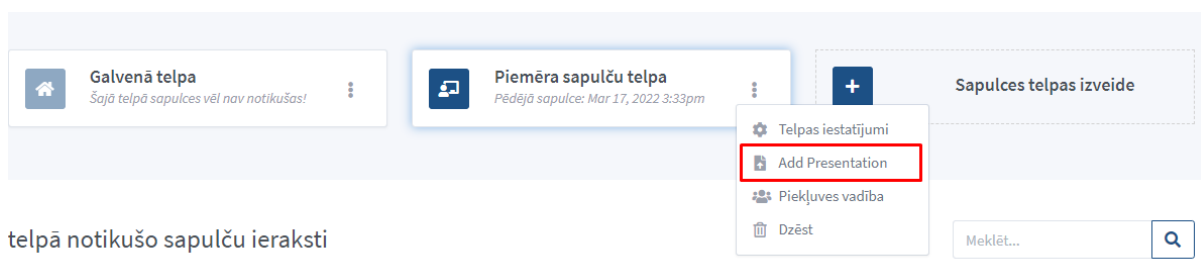 Galvenā telpa
Šajā telpā sapulces vēl nav notikušas!
Piemēra sapulču telpa
Pēdējā sapulce: Mar 17, 2022 3:33pm
Sapulces telpas izveide
Telpas iestatījumi
Add Presentation
Piekļuves vadība
Dzēst
telpā notikušo sapulču ieraksti
Meklēt...